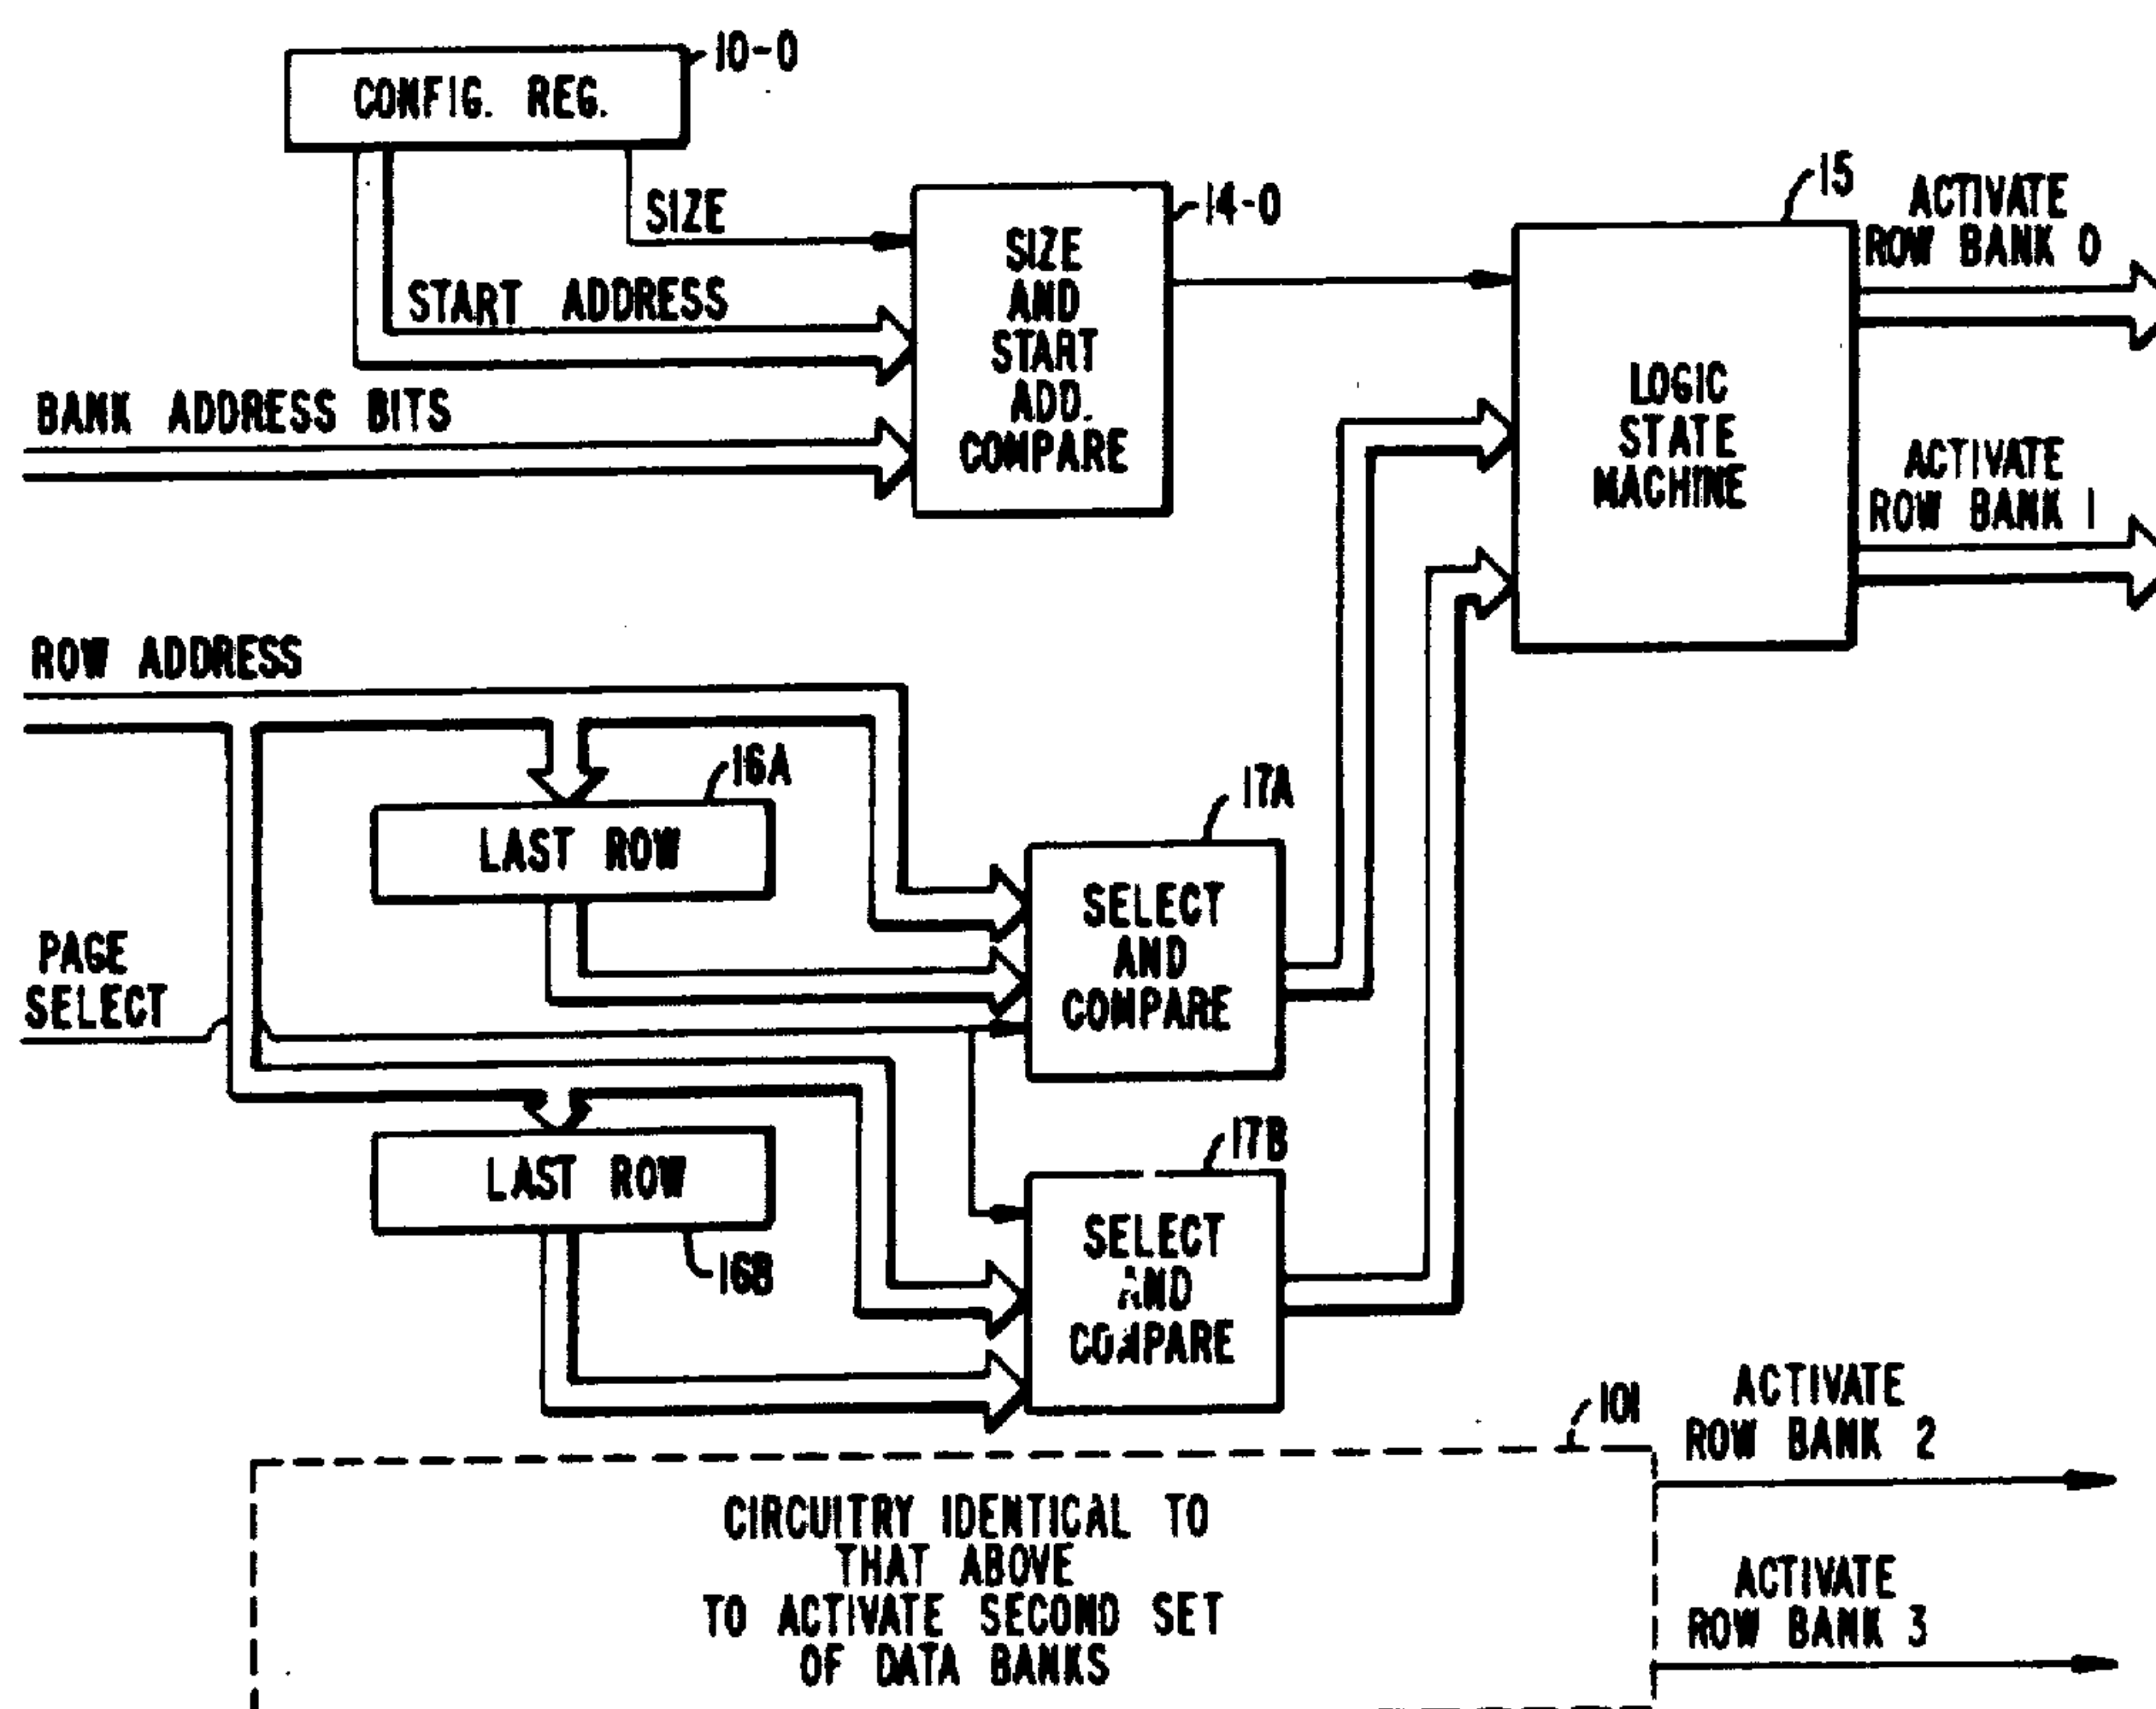 10-0
CONFIG. REG.
SIZE
START ADDRESS
BANK ADDRESS BITS
14-0
SIZE
AND
START
ADD.
COMPARE
15
LOGIC
STATE
MACHINE
ACTIVATE
ROW BANK 0
ACTIVATE
ROW BANK 1
ROW ADDRESS
16A
LAST ROW
17A
SELECT
AND
COMPARE
PAGE
SELECT
LAST ROW
16B
17B
SELECT
AND
COMPARE
101
CIRCUITRY IDENTICAL TO
THAT ABOVE
TO ACTIVATE SECOND SET
OF DATA BANKS
ACTIVATE
ROW BANK 2
ACTIVATE
ROW BANK 3